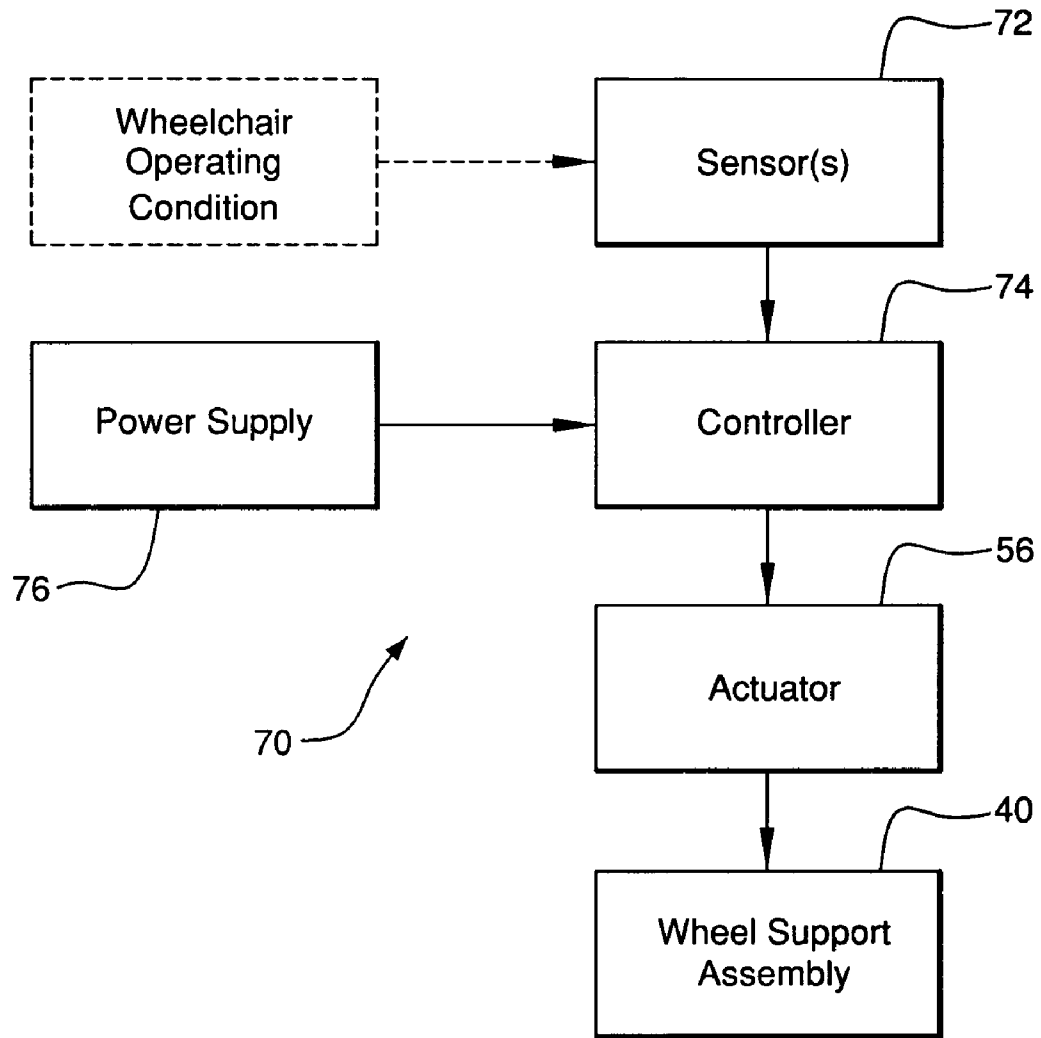 72
Wheelchair
Operating
Condition
Sensor(s)
74
Power Supply
Controller
76
56
Actuator
70
40
Wheel Support
Assembly